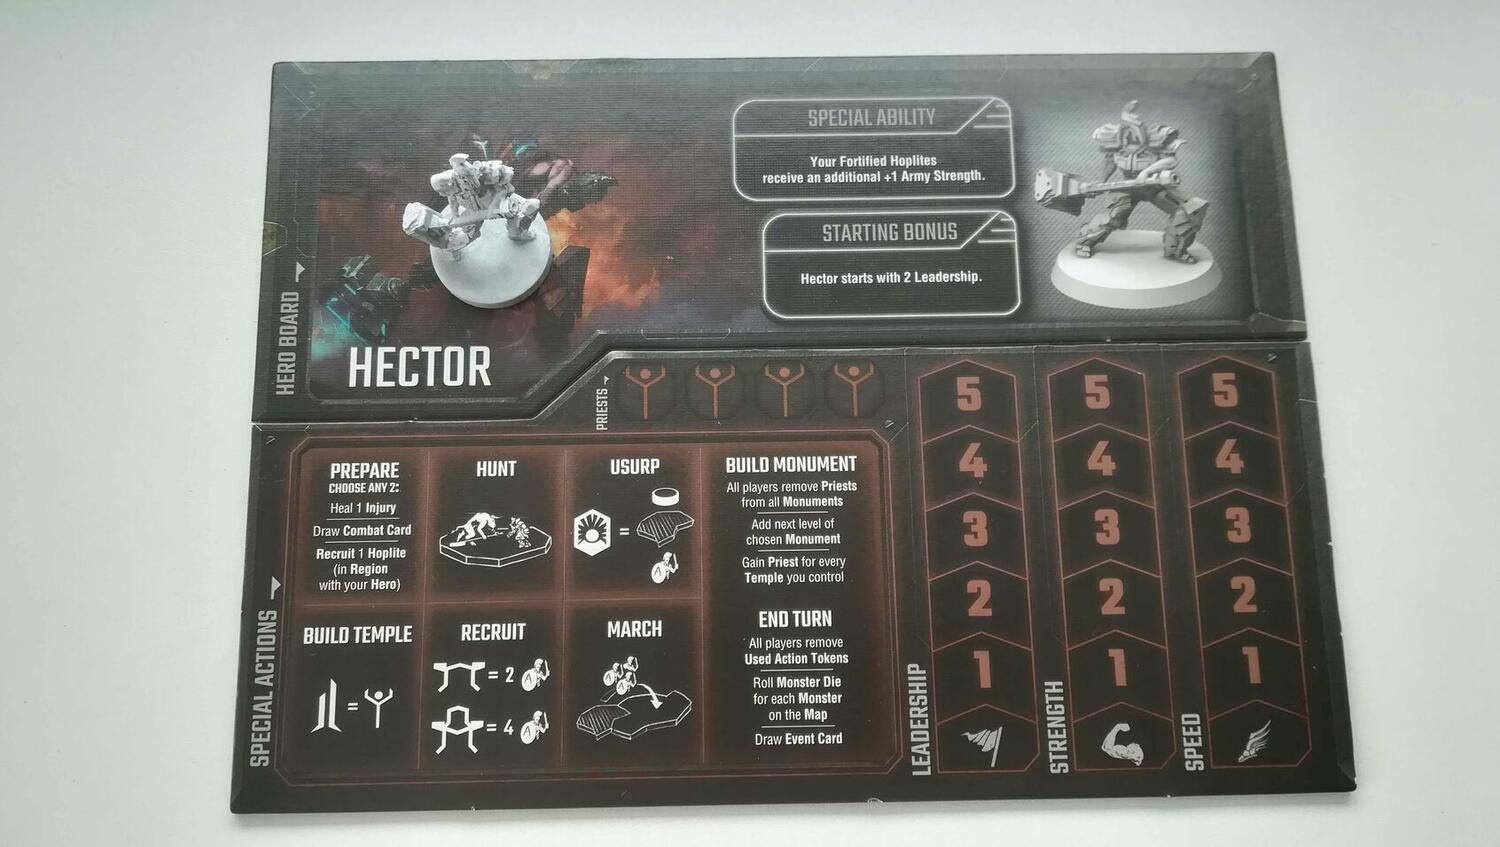 HERO BOARD
HECTOR
SPECIAL ABILITY
Your Fortified Hoplites
receive an additional +1 Army Strength.
STARTING BONUS
Hector starts with 2 Leadership.
PRIESTS
SPECIAL ACTIONS
PREPARE
CHOOSE ANY 2:
Heal 1 Injury
Draw Combat Card
Recruit 1 Hoplite
(in Region
with your Hero)
HUNT
USURP
=
BUILD TEMPLE
=
RECRUIT
= 2
= 4
MARCH
BUILD MONUMENT
All players remove Priests
from all Monuments
Add next level of
chosen Monument
Gain Priest for every
Temple you control
END TURN
All players remove
Used Action Tokens
Roll Monster Die
for each Monster
on the Map
Draw Event Card
LEADERSHIP
5
4
3
2
1
STRENGTH
5
4
3
2
1
SPEED
5
4
3
2
1